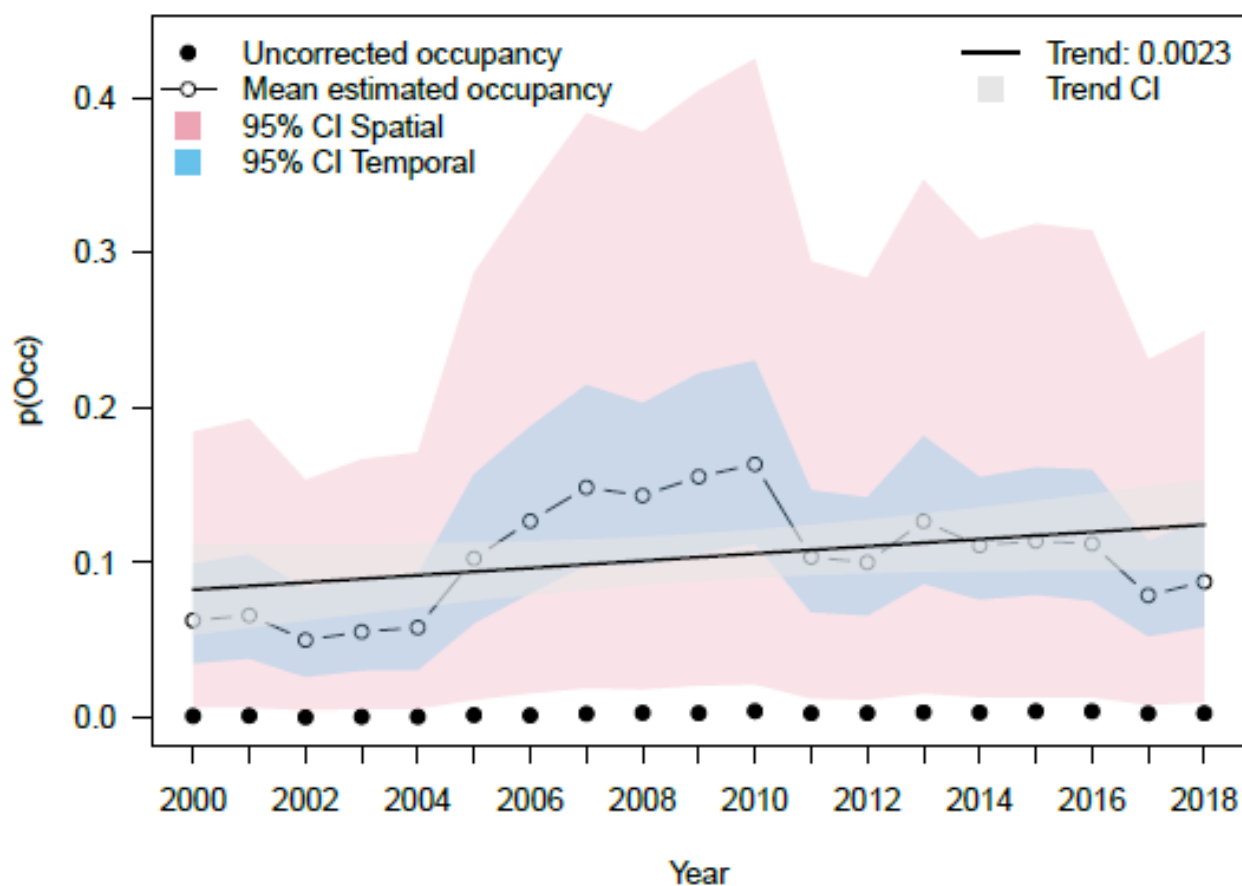 Uncorrected occupancy
Mean estimated occupancy
95% CI Spatial
95% CI Temporal
Trend: 0.0023
Trend CI
0.4
0.3
0.2
0.1
0.0
p(Occ)
2000 2002 2004 2006 2008 2010 2012 2014 2016 2018
Year